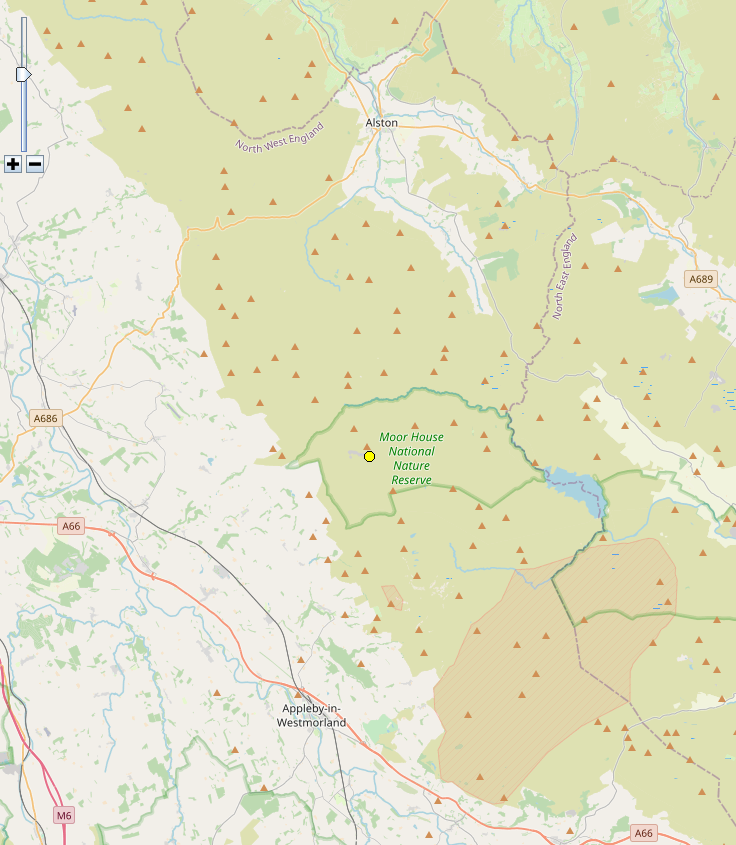 Alston
North West England
North East England
A689
A686
Moor House
National
Nature
Reserve
A66
Appleby-in-
Westmorland
M6
A66